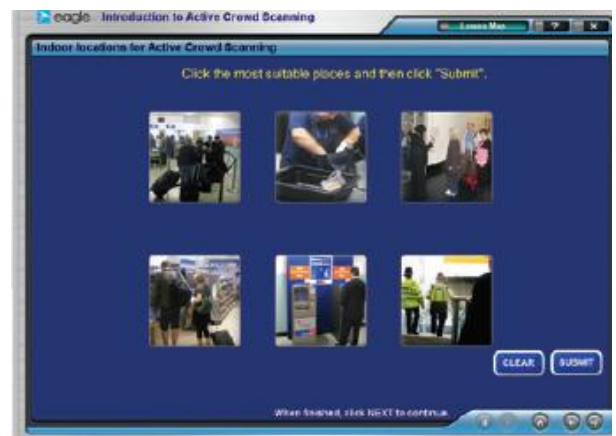 eagle Introduction to Active Crowd Scanning
Lesson Map ? X
Indoor locations for Active Crowd Scanning
Click the most suitable places and then click "Submit".
CLEAR SUBMIT
When finished, click NEXT to continue.